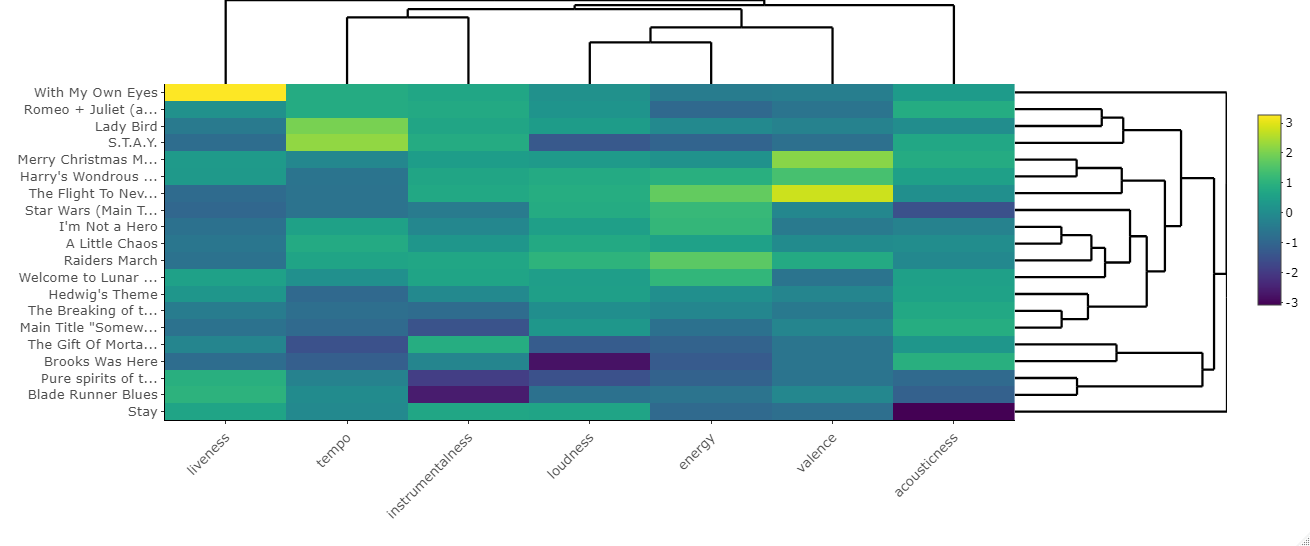 With My Own Eyes
Romeo + Juliet (a...
Lady Bird
S.T.A.Y.
Merry Christmas M...
Harry's Wondrous ...
The Flight To Nev...
Star Wars (Main T...
I'm Not a Hero
A Little Chaos
Raiders March
Welcome to Lunar ...
Hedwig's Theme
The Breaking of t...
Main Title "Somew...
The Gift Of Morta...
Brooks Was Here
Pure spirits of t...
Blade Runner Blues
Stay
liveness
tempo
instrumentalness
loudness
energy
valence
acousticness
3
2
1
0
-1
-2
-3